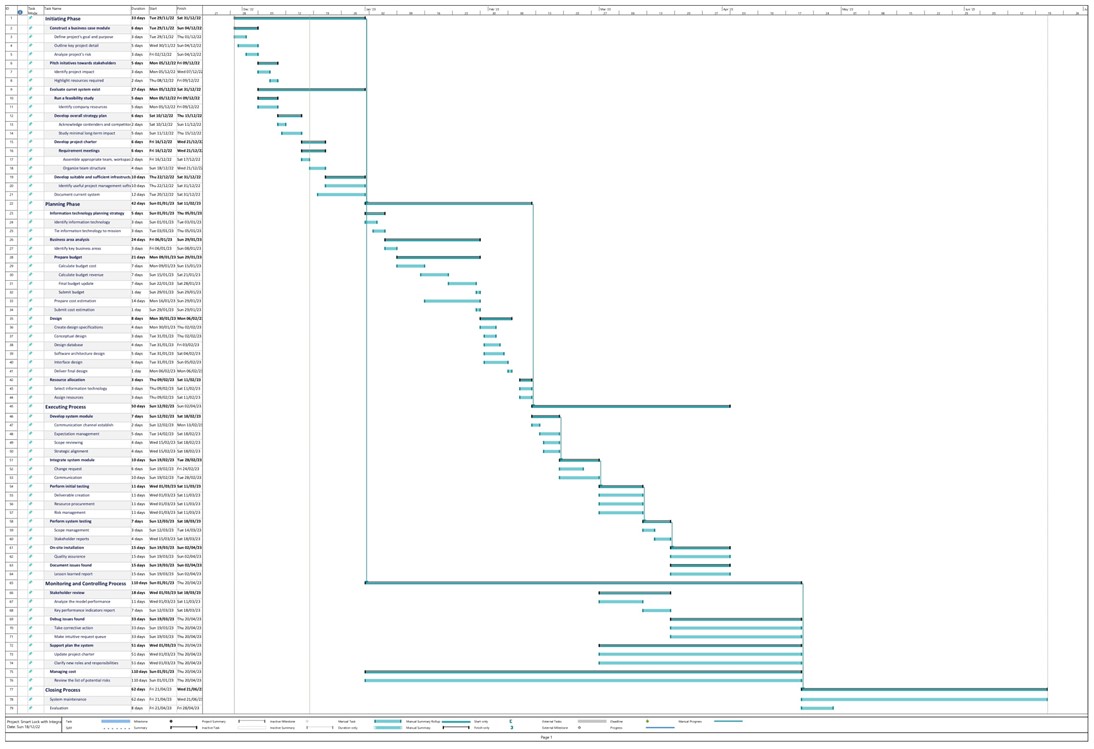 ID Task Mode Task Name Duration Start Finish
1 Initiating Phase 33 days Tue 29/11/22 Sat 31/12/22
2 Construct a business case module 6 days Tue 29/11/22 Sun 04/12/22
3 Define project's goal and purpose 3 days Tue 29/11/22 Thu 01/12/22
4 Outline key project detail 5 days Wed 30/11/22 Sun 04/12/22
5 Analyze project's risk 3 days Fri 02/12/22 Sun 04/12/22
6 Pitch initiatives towards stakeholders 5 days Mon 05/12/22 Fri 09/12/22
7 Identify project impact 3 days Mon 05/12/22 Wed 07/12/22
8 Highlight resources required 2 days Thu 08/12/22 Fri 09/12/22
9 Evaluate curret system exist 27 days Mon 05/12/22 Sat 31/12/22
10 Run a feasibility study 5 days Mon 05/12/22 Fri 09/12/22
11 Identify company resources 5 days Mon 05/12/22 Fri 09/12/22
12 Develop overall strategy plan 6 days Sat 10/12/22 Thu 15/12/22
13 Acknowledge contenders and 2 days Sat 10/12/22 Sun 11/12/22
14 Study minimal long-term impact 5 days Sun 11/12/22 Thu 15/12/22
15 Develop project charter 6 days Fri 16/12/22 Wed 21/12/2
16 Requirement meetings 6 days Fri 16/12/22 Wed 21/12/2
17 Assemble appropriate team, 2 days Fri 16/12/22 Sat 17/12/22
18 Organize team structure 4 days Sun 18/12/22 Wed 21/12/22
19 Develop suitable and sufficient 10 days Thu 22/12/22 Sat 31/12/22
20 Identify useful project management 10 days Thu 22/12/22 Sat 31/12/22
21 Document current system 12 days Tue 20/12/22 Sat 31/12/22
22 Planning Phase 42 days Sun 01/01/23 Sat 11/02/23
23 Information technology planning strategy 5 days Sun 01/01/23 Thu 05/01/23
24 Identify information technology 3 days Sun 01/01/23 Tue 03/01/23
25 Tie information technology to mission 3 days Tue 03/01/23 Thu 05/01/23
26 Business area analysis 24 days Fri 06/01/23 Sun 29/01/23
27 Identify key business areas 3 days Fri 06/01/23 Sun 08/01/23
28 Prepare budget 21 days Mon 09/01/23 Sun 29/01/23
29 Calculate budget cost 7 days Mon 09/01/23 Sun 15/01/23
30 Calculate budget revenue 7 days Sun 15/01/23 Sat 21/01/23
31 Final budget update 7 days Sun 22/01/23 Sat 28/01/23
32 Submit budget 1 day Sun 29/01/23 Sun 29/01/23
33 Prepare cost estimation 14 days Mon 16/01/23 Sun 29/01/23
34 Submit cost estimation 1 day Sun 29/01/23 Sun 29/01/23
35 Design 8 days Mon 30/01/23 Mon 06/02/2
36 Create design specifications 4 days Mon 30/01/23 Thu 02/02/23
37 Conceptual design 3 days Tue 31/01/23 Thu 02/02/23
38 Design database 4 days Tue 31/01/23 Fri 03/02/23
39 Software architecture design 5 days Tue 31/01/23 Sat 04/02/23
40 Interface design 6 days Tue 31/01/23 Sun 05/02/23
41 Deliver final design 1 day Mon 06/02/23 Mon 06/02/2
42 Resource allocation 3 days Thu 09/02/23 Sat 11/02/23
43 Select information technology 3 days Thu 09/02/23 Sat 11/02/23
44 Assign resources 3 days Thu 09/02/23 Sat 11/02/23
45 Executing Process 50 days Sun 12/02/23 Sun 02/04/23
46 Develop system module 7 days Sun 12/02/23 Sat 18/02/23
47 Communication channel establish 2 days Sun 12/02/23 Mon 13/02/2
48 Expectation management 5 days Tue 14/02/23 Sat 18/02/23
49 Scope reviewing 4 days Wed 15/02/23 Sat 18/02/23
50 Strategic alignment 4 days Wed 15/02/23 Sat 18/02/23
51 Integrate system module 10 days Sun 19/02/23 Tue 28/02/23
52 Change request 6 days Sun 19/02/23 Fri 24/02/23
53 Communication 10 days Sun 19/02/23 Tue 28/02/23
54 Perform initial testing 11 days Wed 01/03/23 Sat 11/03/23
55 Deliverable creation 11 days Wed 01/03/23 Sat 11/03/23
56 Resource procurement 11 days Wed 01/03/23 Sat 11/03/23
57 Risk management 11 days Wed 01/03/23 Sat 11/03/23
58 Perform system testing 7 days Sun 12/03/23 Sat 18/03/23
59 Scope management 3 days Sun 12/03/23 Tue 14/03/23
60 Stakeholder reports 4 days Wed 15/03/23 Sat 18/03/23
61 On-site installation 15 days Sun 19/03/23 Sun 02/04/23
62 Quality assurance 15 days Sun 19/03/23 Sun 02/04/23
63 Document issues found 15 days Sun 19/03/23 Sun 02/04/23
64 Lesson learned report 15 days Sun 19/03/23 Sun 02/04/23
65 Monitoring and Controlling Process 110 days Sun 01/01/23 Thu 20/04/23
66 Stakeholder review 18 days Wed 01/03/23 Sat 18/03/23
67 Analyze the model performance 11 days Wed 01/03/23 Sat 11/03/23
68 Key performance indicators report 7 days Sun 12/03/23 Sat 18/03/23
69 Debug issues found 33 days Sun 19/03/23 Thu 20/04/23
70 Take corrective action 33 days Sun 19/03/23 Thu 20/04/23
71 Make intuitive request queue 33 days Sun 19/03/23 Thu 20/04/23
72 Support plan the system 51 days Wed 01/03/23 Thu 20/04/23
73 Update project charter 51 days Wed 01/03/23 Thu 20/04/23
74 Clarify new roles and responsibilities 51 days Wed 01/03/23 Thu 20/04/23
75 Managing cost 110 days Sun 01/01/23 Thu 20/04/23
76 Review the list of potential risks 110 days Sun 01/01/23 Thu 20/04/23
77 Closing Process 62 days Fri 21/04/23 Wed 21/06/2
78 System maintenance 62 days Fri 21/04/23 Wed 21/06/2
79 Evaluation 8 days Fri 21/04/23 Fri 28/04/23
Project: Smart Lock with Integra
Date: Sun 18/12/22
Task Milestone Project Summary Inactive Milestone Manual Task Manual Summary Rollup Start-only External Tasks Deadline Manual Progress
Split Summary Inactive Task Inactive Summary Duration-only Manual Summary Finish-only External Milestone Progress
Page 1